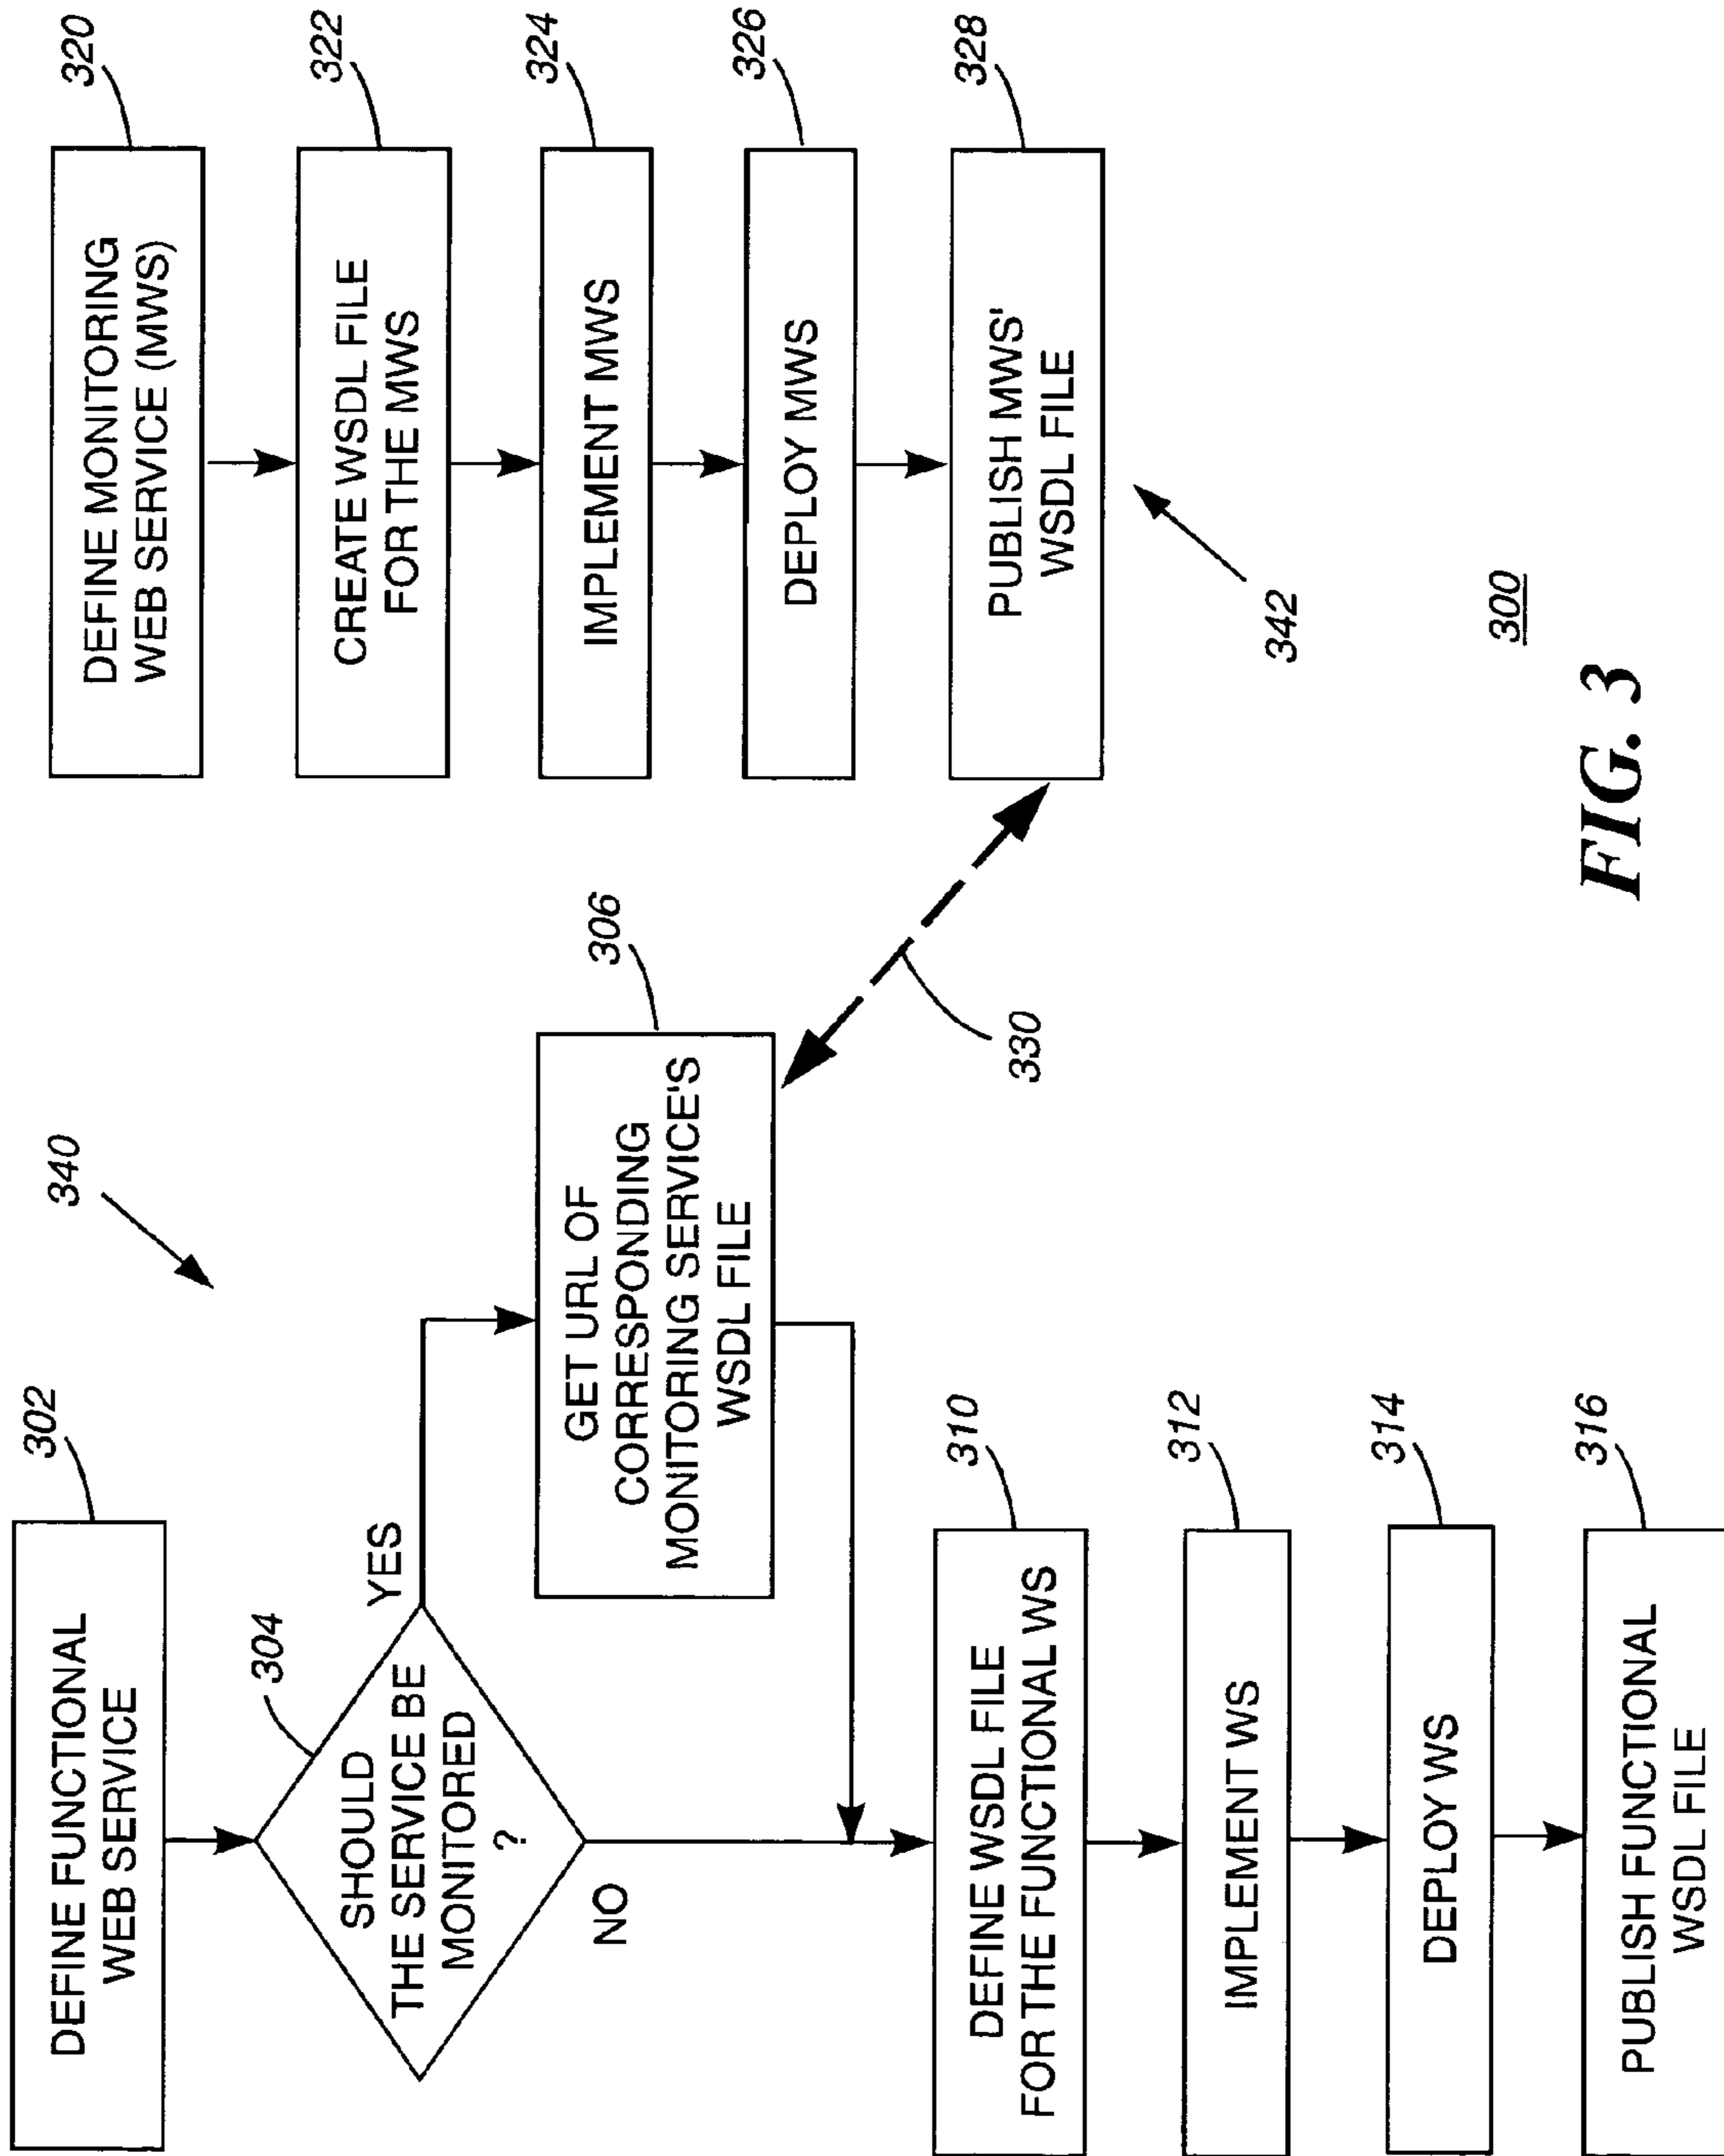 302
DEFINE FUNCTIONAL
WEB SERVICE
340
304
SHOULD
THE SERVICE BE
MONITORED
?
YES
NO
306
GET URL OF
CORRESPONDING
MONITORING SERVICE'S
WSDL FILE
310
DEFINE WSDL FILE
FOR THE FUNCTIONAL WS
312
IMPLEMENT WS
314
DEPLOY WS
316
PUBLISH FUNCTIONAL
WSDL FILE
320
DEFINE MONITORING
WEB SERVICE (MWS)
322
CREATE WSDL FILE
FOR THE MWS
324
IMPLEMENT MWS
326
DEPLOY MWS
328
PUBLISH MWS'
WSDL FILE
330
342
300
FIG. 3